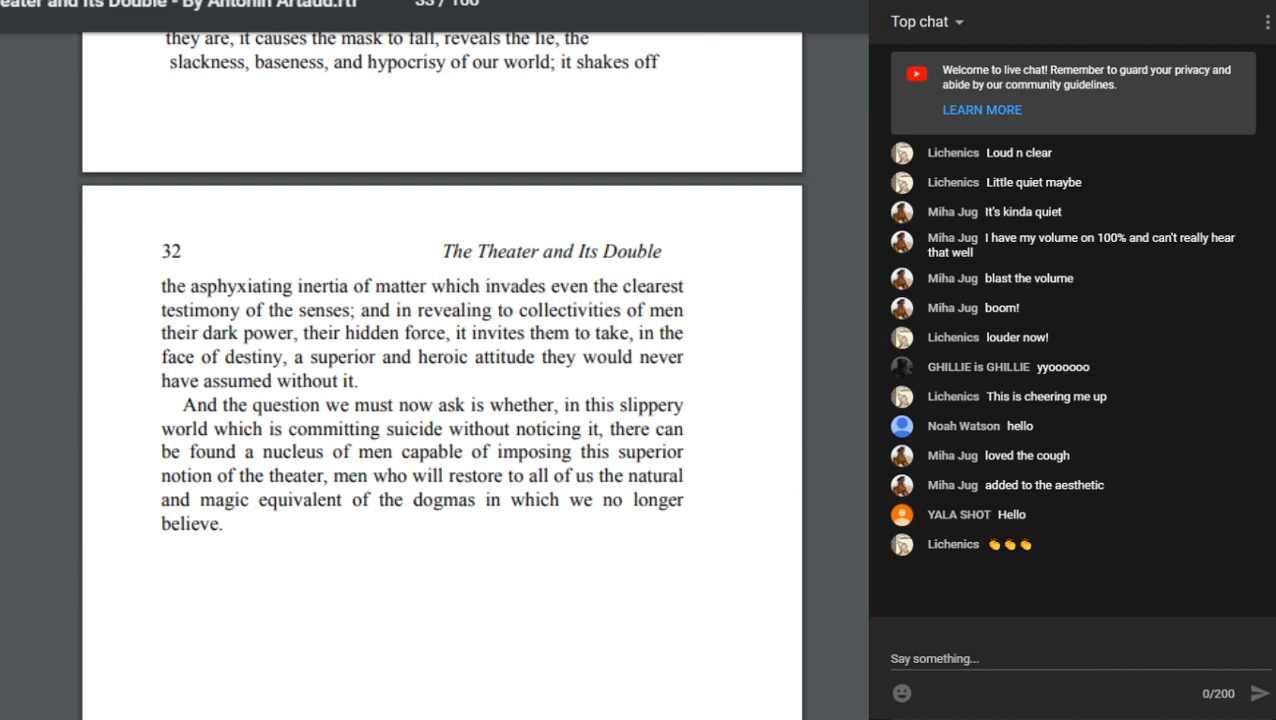 eater and Its Double - By Antonin Artaud.rtf
33 / 160
they are, it causes the mask to fall, reveals the lie, the
slackness, baseness, and hypocrisy of our world; it shakes off
32
The Theater and Its Double
the asphyxiating inertia of matter which invades even the clearest
testimony of the senses; and in revealing to collectivities of men
their dark power, their hidden force, it invites them to take, in the
face of destiny, a superior and heroic attitude they would never
have assumed without it.
And the question we must now ask is whether, in this slippery
world which is committing suicide without noticing it, there can
be found a nucleus of men capable of imposing this superior
notion of the theater, men who will restore to all of us the natural
and magic equivalent of the dogmas in which we no longer
believe.
Top chat
Welcome to live chat! Remember to guard your privacy and
abide by our community guidelines.
LEARN MORE
Lichenics Loud n clear
Lichenics Little quiet maybe
Miha Jug It's kinda quiet
Miha Jug I have my volume on 100% and can't really hear
that well
Miha Jug blast the volume
Miha Jug boom!
Lichenics louder now!
GHILLIE is GHILLIE yyoooooo
Lichenics This is cheering me up
Noah Watson hello
Miha Jug loved the cough
Miha Jug added to the aesthetic
YALA SHOT Hello
Lichenics 👏👏👏
Say something...
0/200